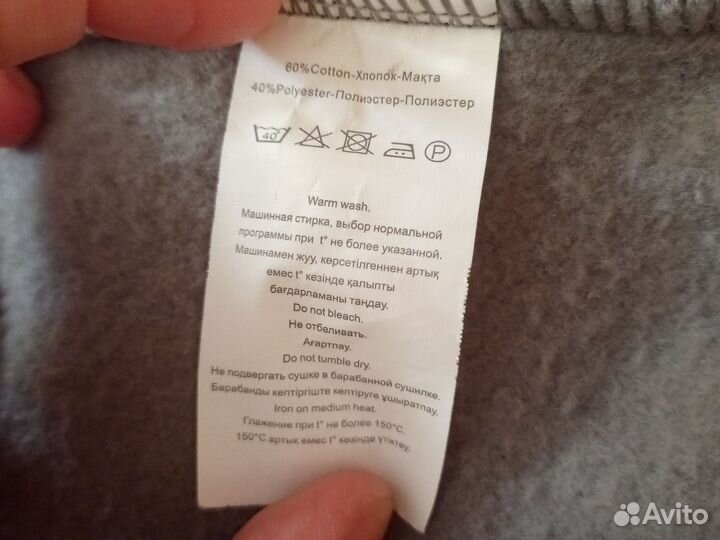 60%Cotton-Хлопок-Мақта
40%Polyester-Полиэстер-Полиэстер
40°
P
Warm wash.
Машинная стирка, выбор нормальной
программы при t° не более указанной.
Машинамен жуу, көрсетілгеннен артық
емес t° кезінде қалыпты
бағдарламаны таңдау.
Do not bleach.
Не отбеливать.
Ағартпау.
Do not tumble dry.
Не подвергать сушке в барабанной сушилке.
Барабанды кептіргіште кептіруге ұшыратпау.
Iron on medium heat.
Глажение при t° не более 150°C.
150°C артық емес t° кезінде үтіктеу.
Avito